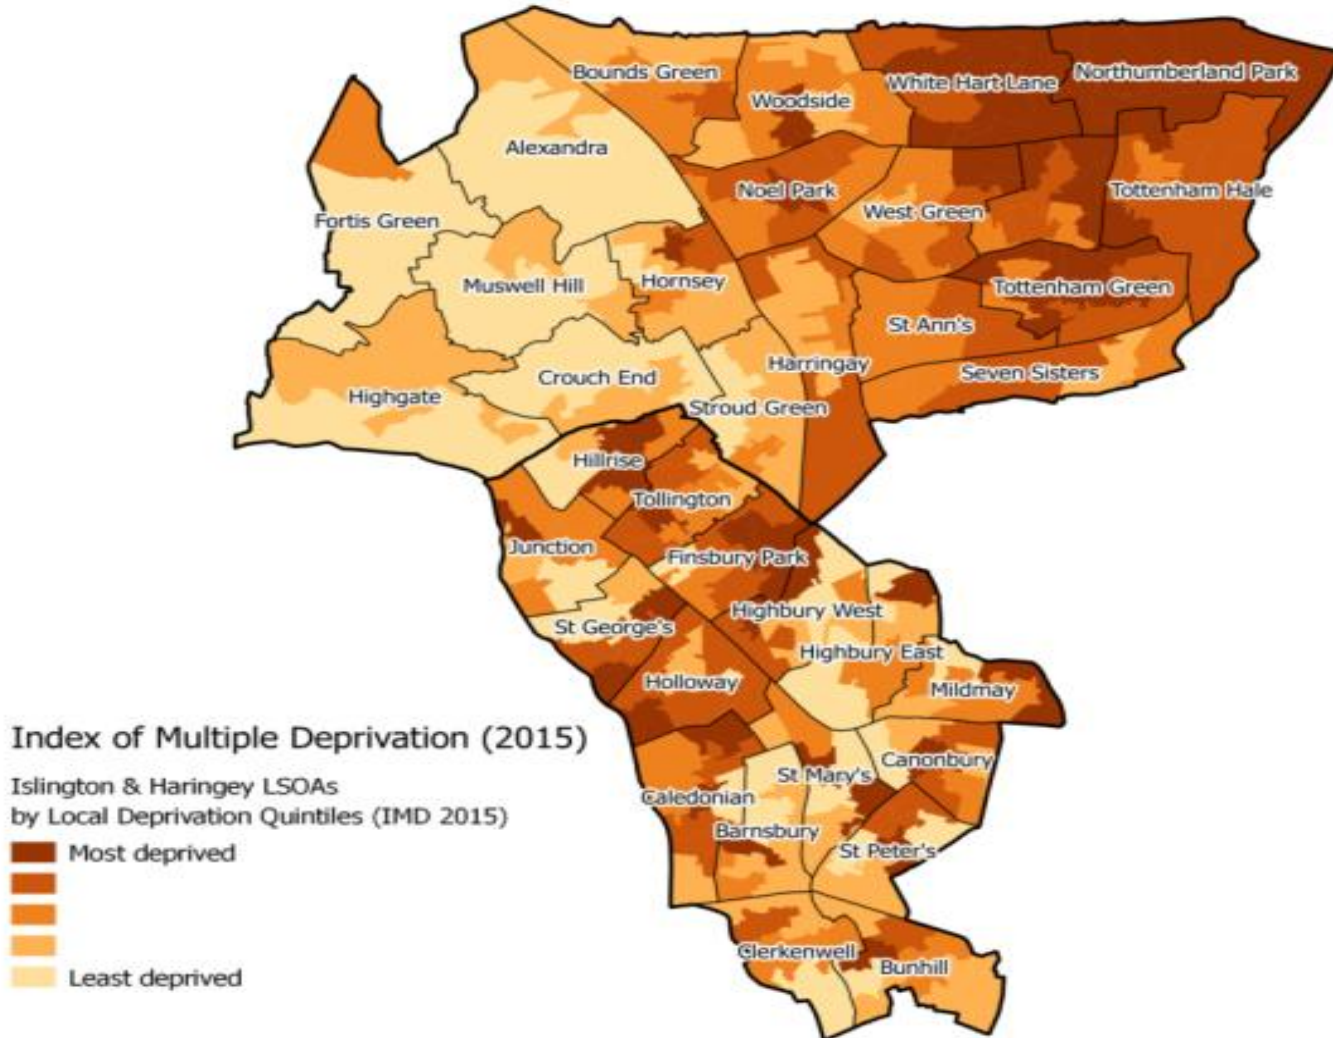 Bounds Green
White Hart Lane
Northumberland Park
Woodside
Alexandra
Noel Park
Tottenham Hale
Fortis Green
West Green
Muswell Hill
Hornsey
Tottenham Green
St Ann's
Harringay
Seven Sisters
Crouch End
Highgate
Stroud Green
Hillrise
Tollington
Junction
Finsbury Park
Highbury West
St George's
Highbury East
Holloway
Mildmay
Index of Multiple Deprivation (2015)
Canonbury
St Mary's
Islington & Haringey LSOAs
Caledonian
by Local Deprivation Quintiles (IMD 2015)
Barnsbury
Most deprived
St Peter's
Clerkenwell
Bunhill
Least deprived